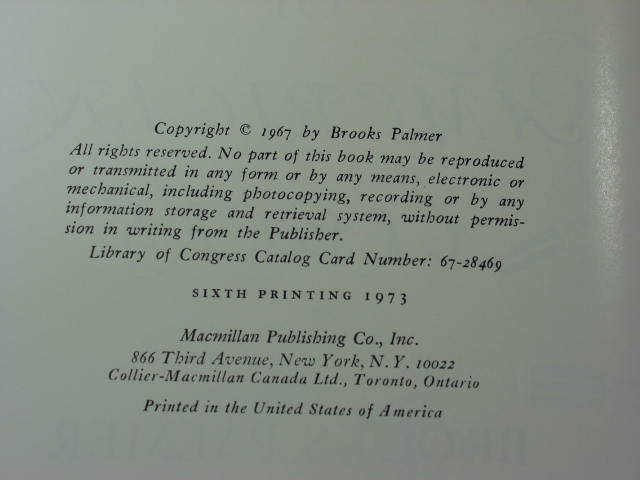 Copyright © 1967 by Brooks Palmer
All rights reserved. No part of this book may be reproduced
or transmitted in any form or by any means, electronic or
mechanical, including photocopying, recording or by any
information storage and retrieval system, without permis-
sion in writing from the Publisher.
Library of Congress Catalog Card Number: 67-28469
SIXTH PRINTING 1973
Macmillan Publishing Co., Inc.
866 Third Avenue, New York, N.Y. 10022
Collier-Macmillan Canada Ltd., Toronto, Ontario
Printed in the United States of America